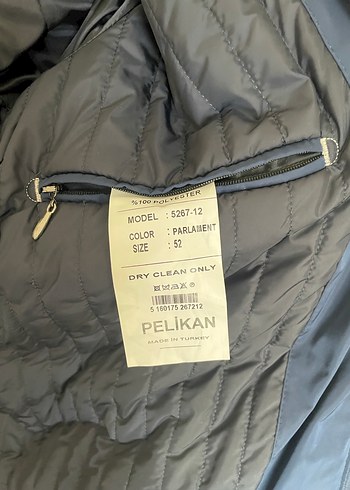 %100 POLYESTER
MODEL : 5267-12
COLOR : PARLAMENT
SIZE : 52
DRY CLEAN ONLY
5 169175 267212
PELİKAN
MADE IN TURKEY